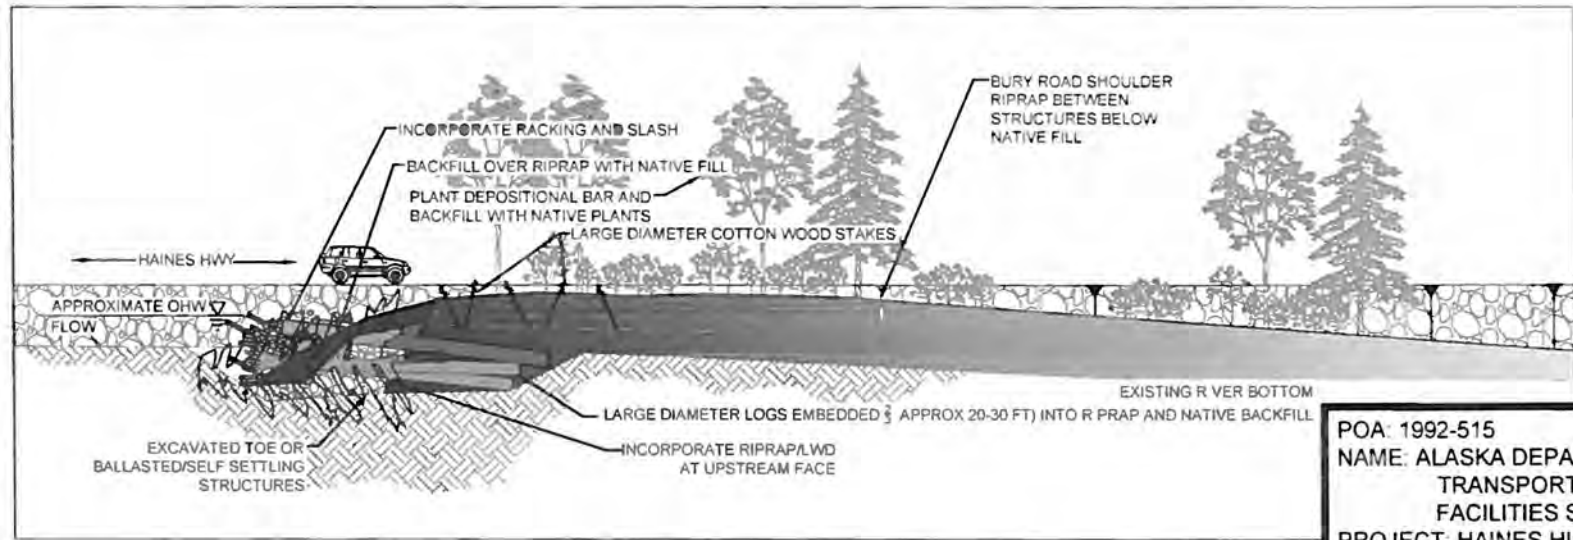 BURY ROAD SHOULDER
RIPRAP BETWEEN
STRUCTURES BELOW
NATIVE FILL
INCORPORATE RACKING AND SLASH
BACKFILL OVER RIPRAP WITH NATIVE FILL
PLANT DEPOSITIONAL BAR AND
BACKFILL WITH NATIVE PLANTS
LARGE DIAMETER COTTON WOOD STAKES
HAINES HWY
APPROXIMATE OHW
FLOW
EXISTING R VER BOTTOM
LARGE DIAMETER LOGS EMBEDDED APPROX 20-30 FT) INTO R PRAP AND NATIVE BACKFILL
EXCAVATED TOE OR
BALLASTED/SELF SETTLING
STRUCTURES
INCORPORATE RIPRAP/LWD
AT UPSTREAM FACE
POA: 1992-515
NAME: ALASKA DEPA
TRANSPORT
FACILITIES S
PROJECT: HAINES HI